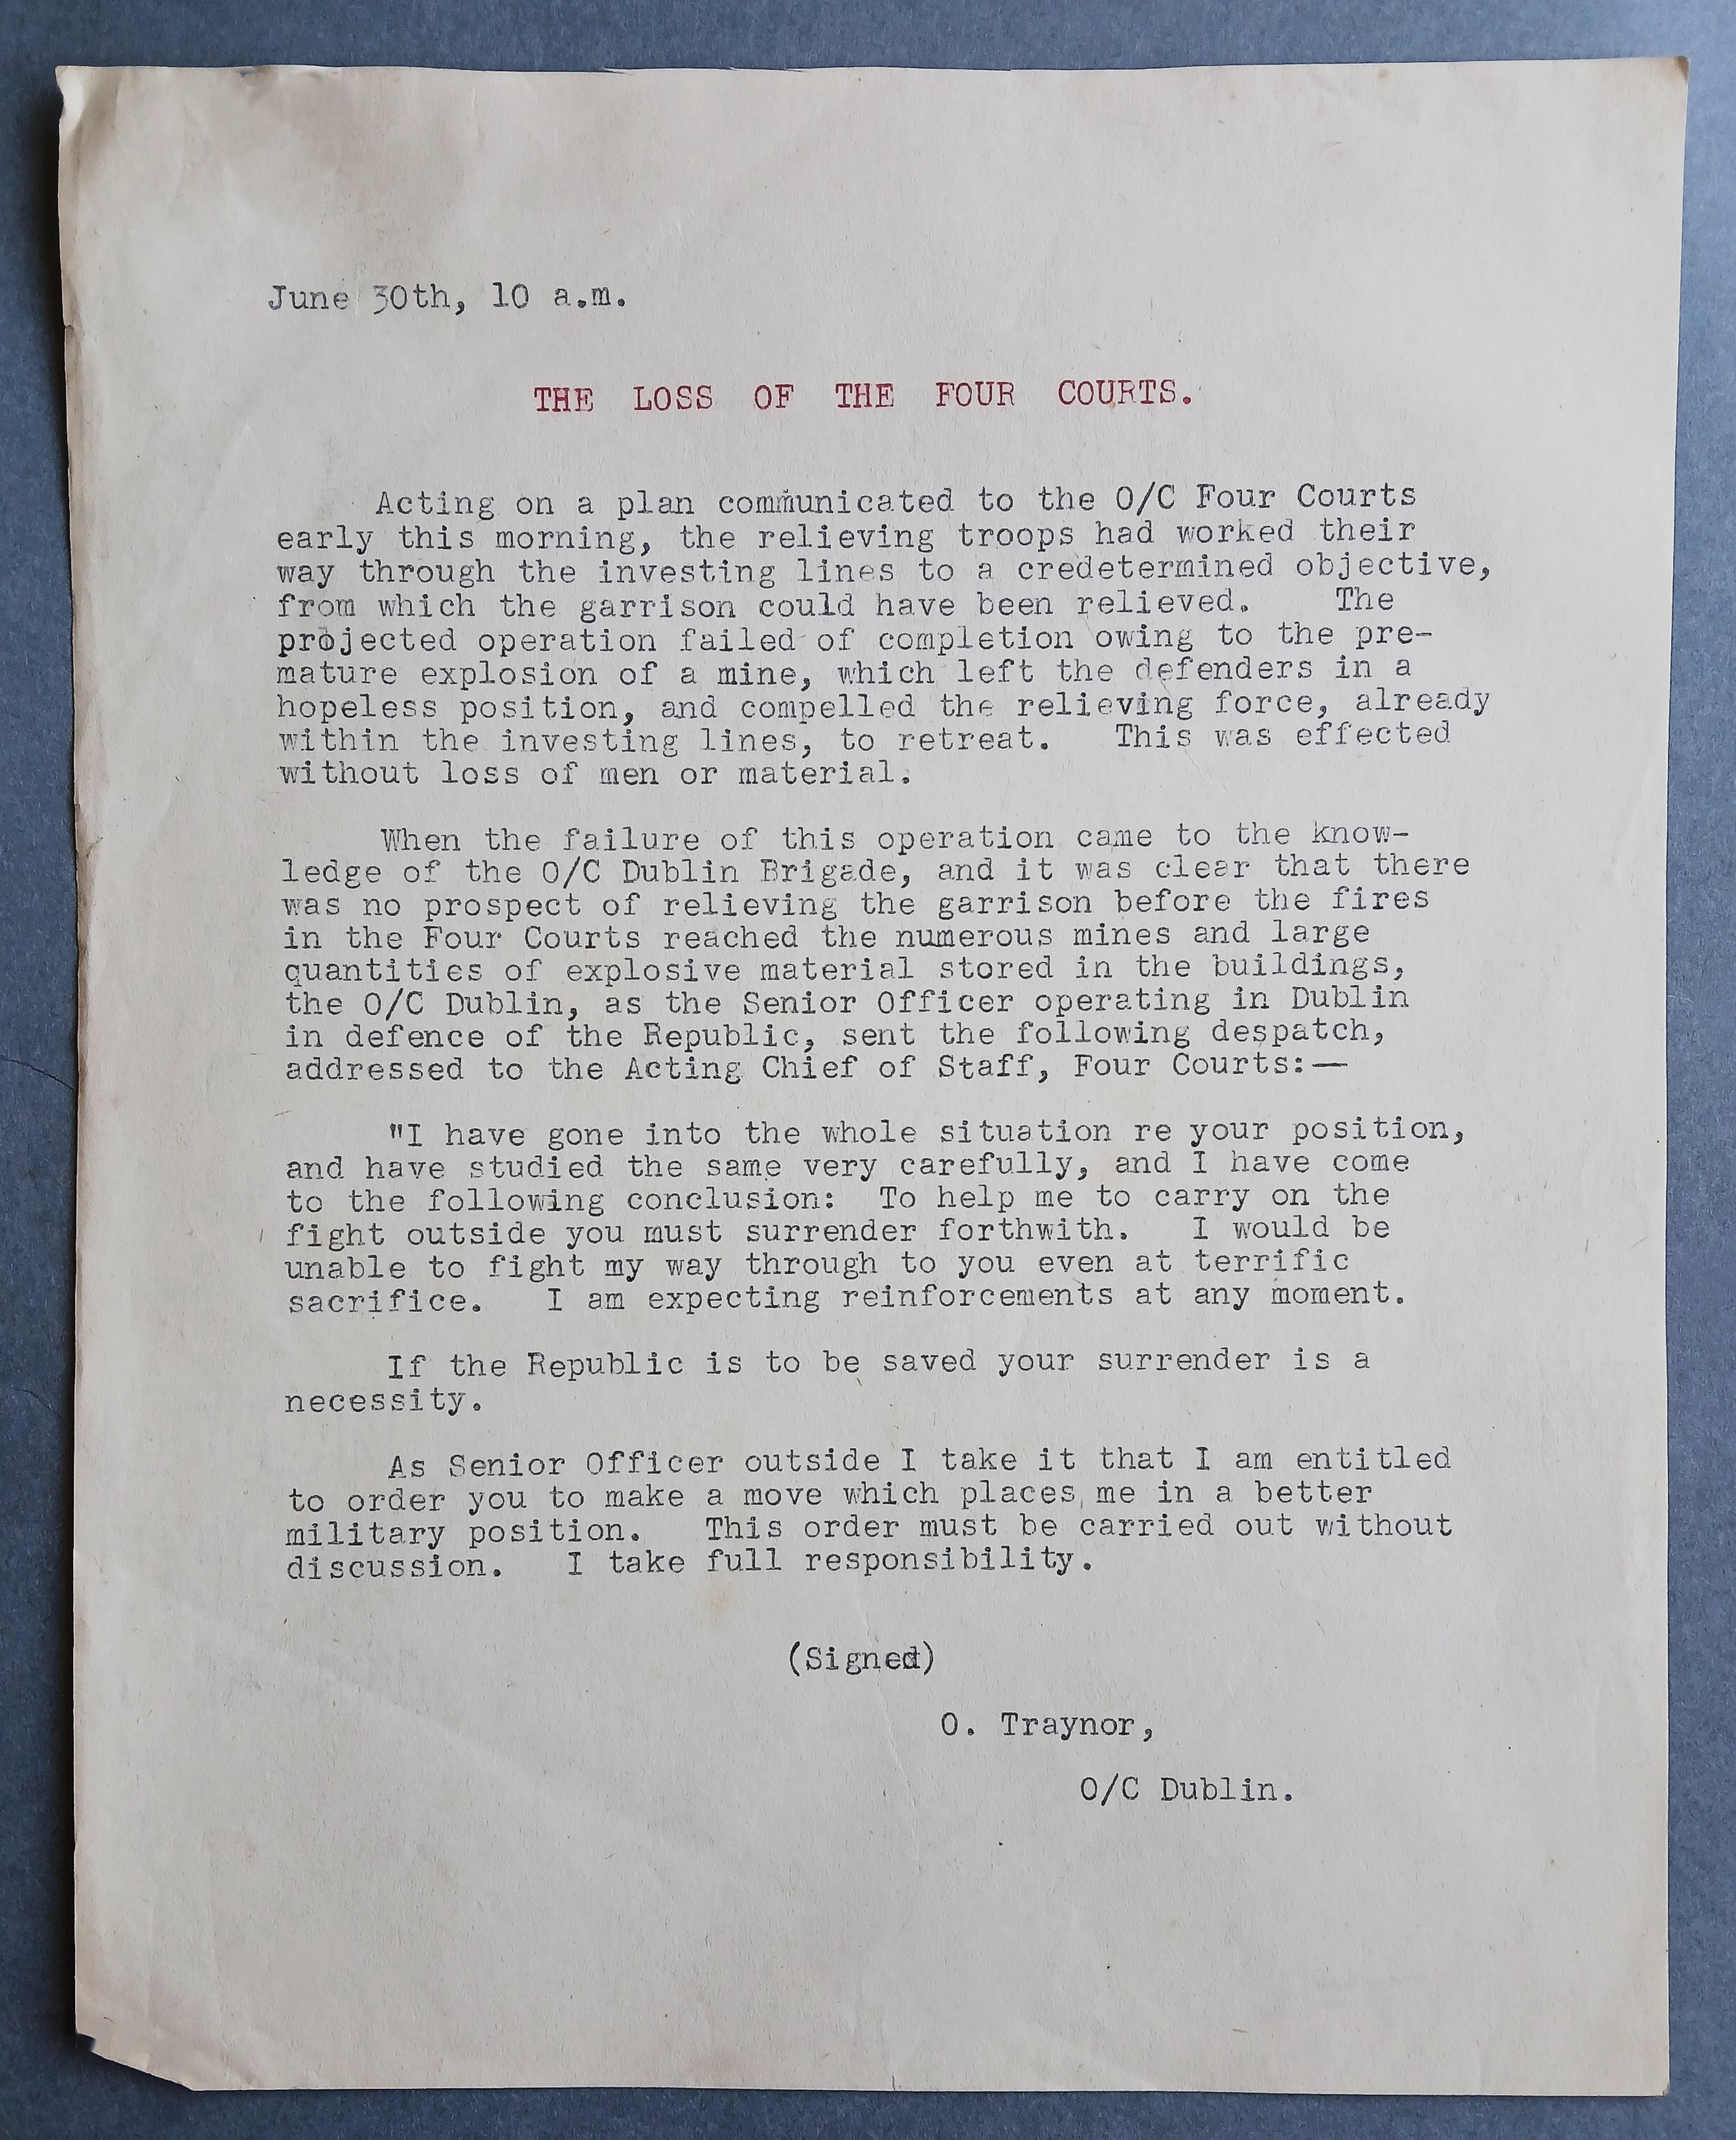 June 30th, 10 a.m.
THE LOSS OF THE FOUR COURTS.
Acting on a plan communicated to the O/C Four Courts
early this morning, the relieving troops had worked their
way through the investing lines to a credetermined objective,
from which the garrison could have been relieved. The
projected operation failed of completion owing to the pre-
mature explosion of a mine, which left the defenders in a
hopeless position, and compelled the relieving force, already
within the investing lines, to retreat. This was effected
without loss of men or material.
When the failure of this operation came to the know-
ledge of the O/C Dublin Brigade, and it was clear that there
was no prospect of relieving the garrison before the fires
in the Four Courts reached the numerous mines and large
quantities of explosive material stored in the buildings,
the O/C Dublin, as the Senior Officer operating in Dublin
in defence of the Republic, sent the following despatch,
addressed to the Acting Chief of Staff, Four Courts:—
"I have gone into the whole situation re your position,
and have studied the same very carefully, and I have come
to the following conclusion: To help me to carry on the
fight outside you must surrender forthwith. I would be
unable to fight my way through to you even at terrific
sacrifice. I am expecting reinforcements at any moment.
If the Republic is to be saved your surrender is a
necessity.
As Senior Officer outside I take it that I am entitled
to order you to make a move which places me in a better
military position. This order must be carried out without
discussion. I take full responsibility.
(Signed)
O. Traynor,
O/C Dublin.